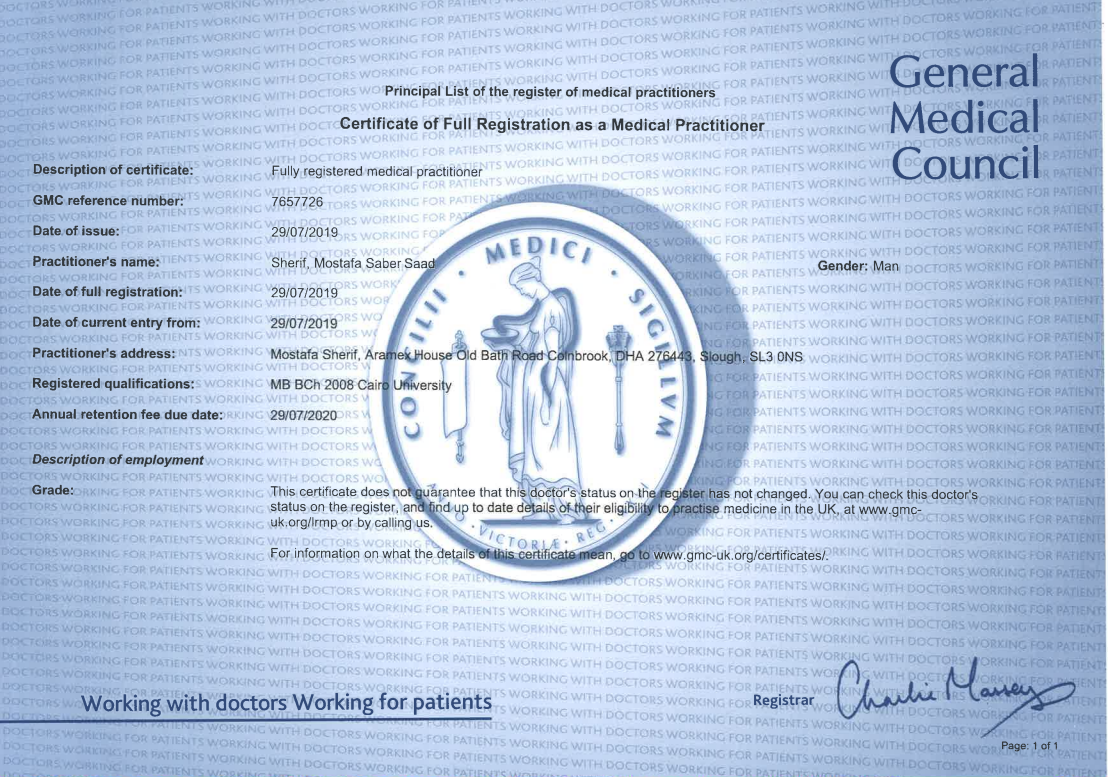 General
Medical
Council
Principal List of the register of medical practitioners
Certificate of Full Registration as a Medical Practitioner
Description of certificate: Fully registered medical practitioner
GMC reference number: 7657726
Date of issue: 29/07/2019
Practitioner's name: Sherif, Mostafa Saber Saad Gender: Man
Date of full registration: 29/07/2019
Date of current entry from: 29/07/2019
Practitioner's address: Mostafa Sherif, Aramex House Old Bath Road Colnbrook, DHA 276443, Slough, SL3 0NS
Registered qualifications: MB BCh 2008 Cairo University
Annual retention fee due date: 29/07/2020
Description of employment
Grade: This certificate does not guarantee that this doctor's status on the register has not changed. You can check this doctor's
status on the register, and find up to date details of their eligibility to practise medicine in the UK, at www.gmc-
uk.org/lrmp or by calling us.
For information on what the details of this certificate mean, go to www.gmc-uk.org/certificates/.
CONCILII · MEDICI · SIGILLVM
VICTORIÆ · REG
Working with doctors Working for patients
Registrar Charlie Massey
Page: 1 of 1
WORKING WITH DOCTORS WORKING FOR PATIENTS